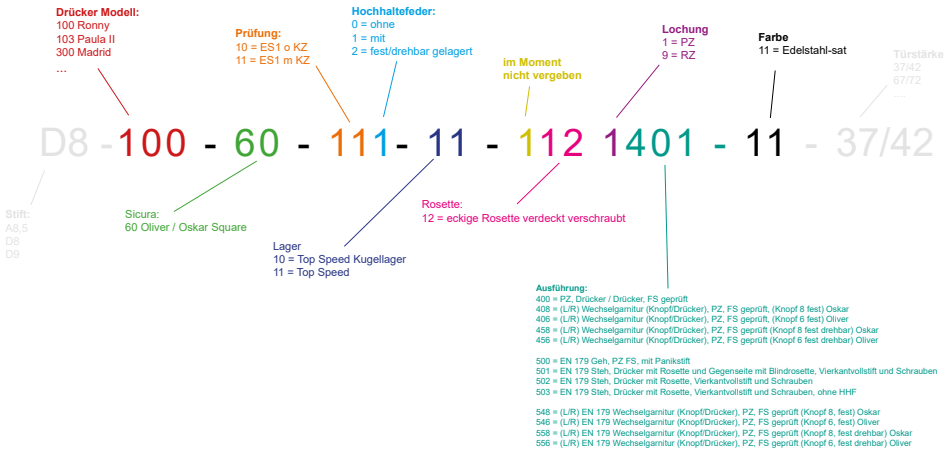 Drücker Modell:
100 Ronny
103 Paula II
300 Madrid
…
Prüfung:
10 = ES1 o KZ
11 = ES1 m KZ
Hochhaltefeder:
0 = ohne
1 = mit
2 = fest/drehbar gelagert
im Moment
nicht vergeben
Lochung
1 = PZ
9 = RZ
Farbe
11 = Edelstahl-sat
Türstärke
37/42
67/72
....
D8 - 100 - 60 - 111 - 11 - 112 1401 - 11 - 37/42
Stift:
A8,5
D8
D9
Sicura:
60 Oliver / Oskar Square
Lager
10 = Top Speed Kugellager
11 = Top Speed
Rosette:
12 = eckige Rosette verdeckt verschraubt
Ausführung:
400 = PZ, Drücker / Drücker, FS geprüft
408 = (L/R) Wechselgarnitur (Knopf/Drücker), PZ, FS geprüft, (Knopf 8 fest) Oskar
406 = (L/R) Wechselgarnitur (Knopf/Drücker), PZ, FS geprüft, (Knopf 6 fest) Oliver
458 = (L/R) Wechselgarnitur (Knopf/Drücker), PZ, FS geprüft (Knopf 8 fest drehbar) Oskar
456 = (L/R) Wechselgarnitur (Knopf/Drücker), PZ, FS geprüft (Knopf 6 fest drehbar) Oliver
500 = EN 179 Geh, PZ FS, mit Panikstift
501 = EN 179 Steh, Drücker mit Rosette und Gegenseite mit Blindrosette, Vierkantvollstift und Schrauben
502 = EN 179 Steh, Drücker mit Rosette, Vierkantvollstift und Schrauben
503 = EN 179 Steh, Drücker mit Rosette, Vierkantvollstift und Schrauben, ohne HHF
548 = (L/R) EN 179 Wechselgarnitur (Knopf/Drücker), PZ, FS geprüft (Knopf 8, fest) Oskar
546 = (L/R) EN 179 Wechselgarnitur (Knopf/Drücker), PZ, FS geprüft (Knopf 6, fest) Oliver
558 = (L/R) EN 179 Wechselgarnitur (Knopf/Drücker), PZ, FS geprüft (Knopf 8, fest drehbar) Oskar
556 = (L/R) EN 179 Wechselgarnitur (Knopf/Drücker), PZ, FS geprüft (Knopf 6, fest drehbar) Oliver